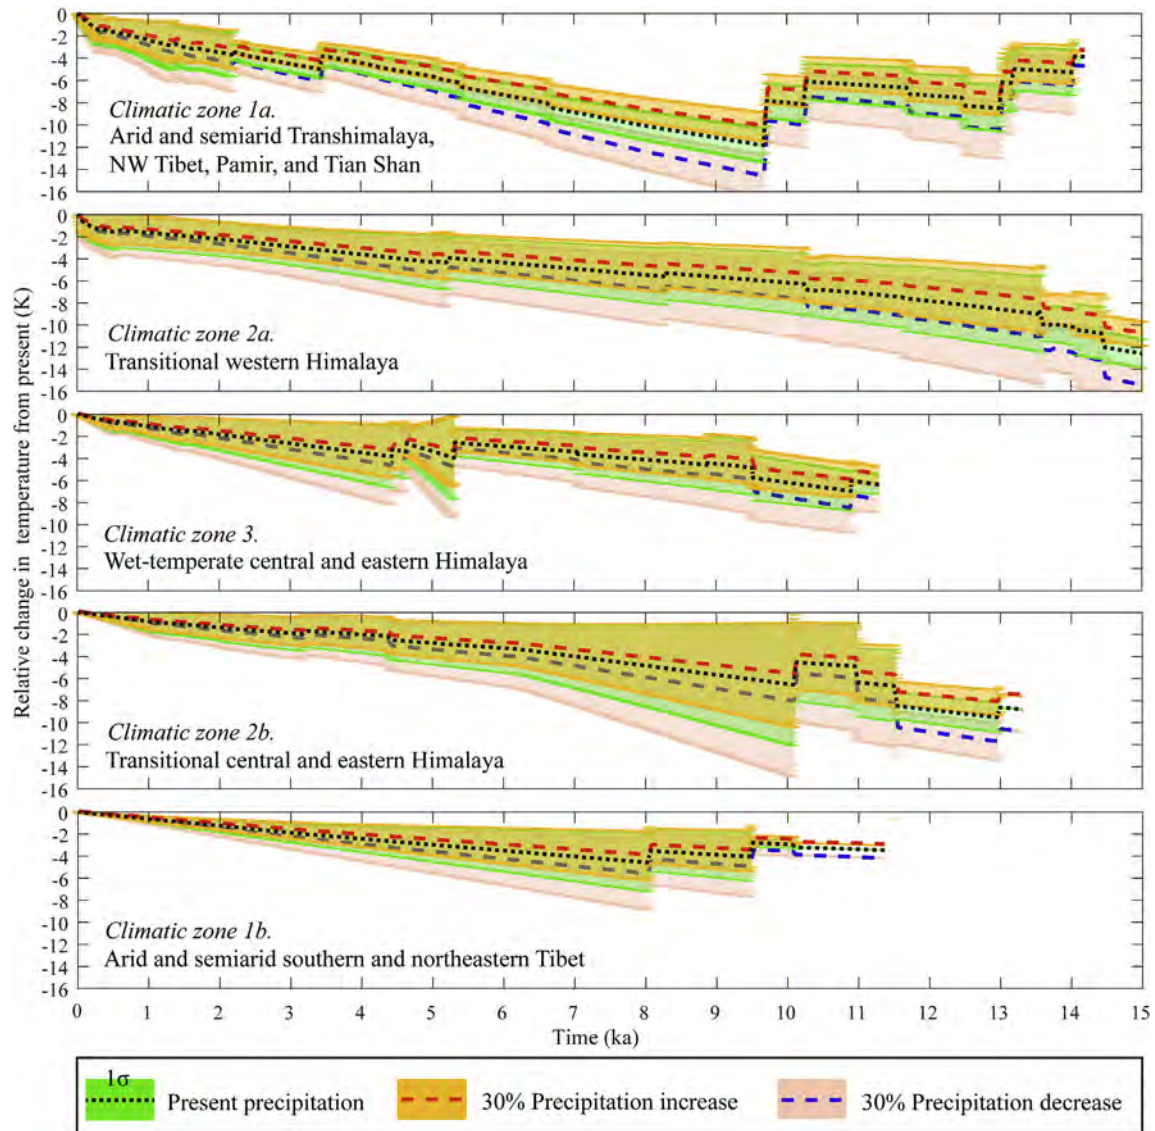 Relative change in temperature from present (K)
0
-2
-4
-6
-8
-10
-12
-14
-16
Climatic zone 1a.
Arid and semiarid Transhimalaya,
NW Tibet, Pamir, and Tian Shan
0
-2
-4
-6
-8
-10
-12
-14
-16
Climatic zone 2a.
Transitional western Himalaya
0
-2
-4
-6
-8
-10
-12
-14
-16
Climatic zone 3.
Wet-temperate central and eastern Himalaya
0
-2
-4
-6
-8
-10
-12
-14
-16
Climatic zone 2b.
Transitional central and eastern Himalaya
0
-2
-4
-6
-8
-10
-12
-14
-16
Climatic zone 1b.
Arid and semiarid southern and northeastern Tibet
0 1 2 3 4 5 6 7 8 9 10 11 12 13 14 15
Time (ka)
1σ
Present precipitation 30% Precipitation increase 30% Precipitation decrease